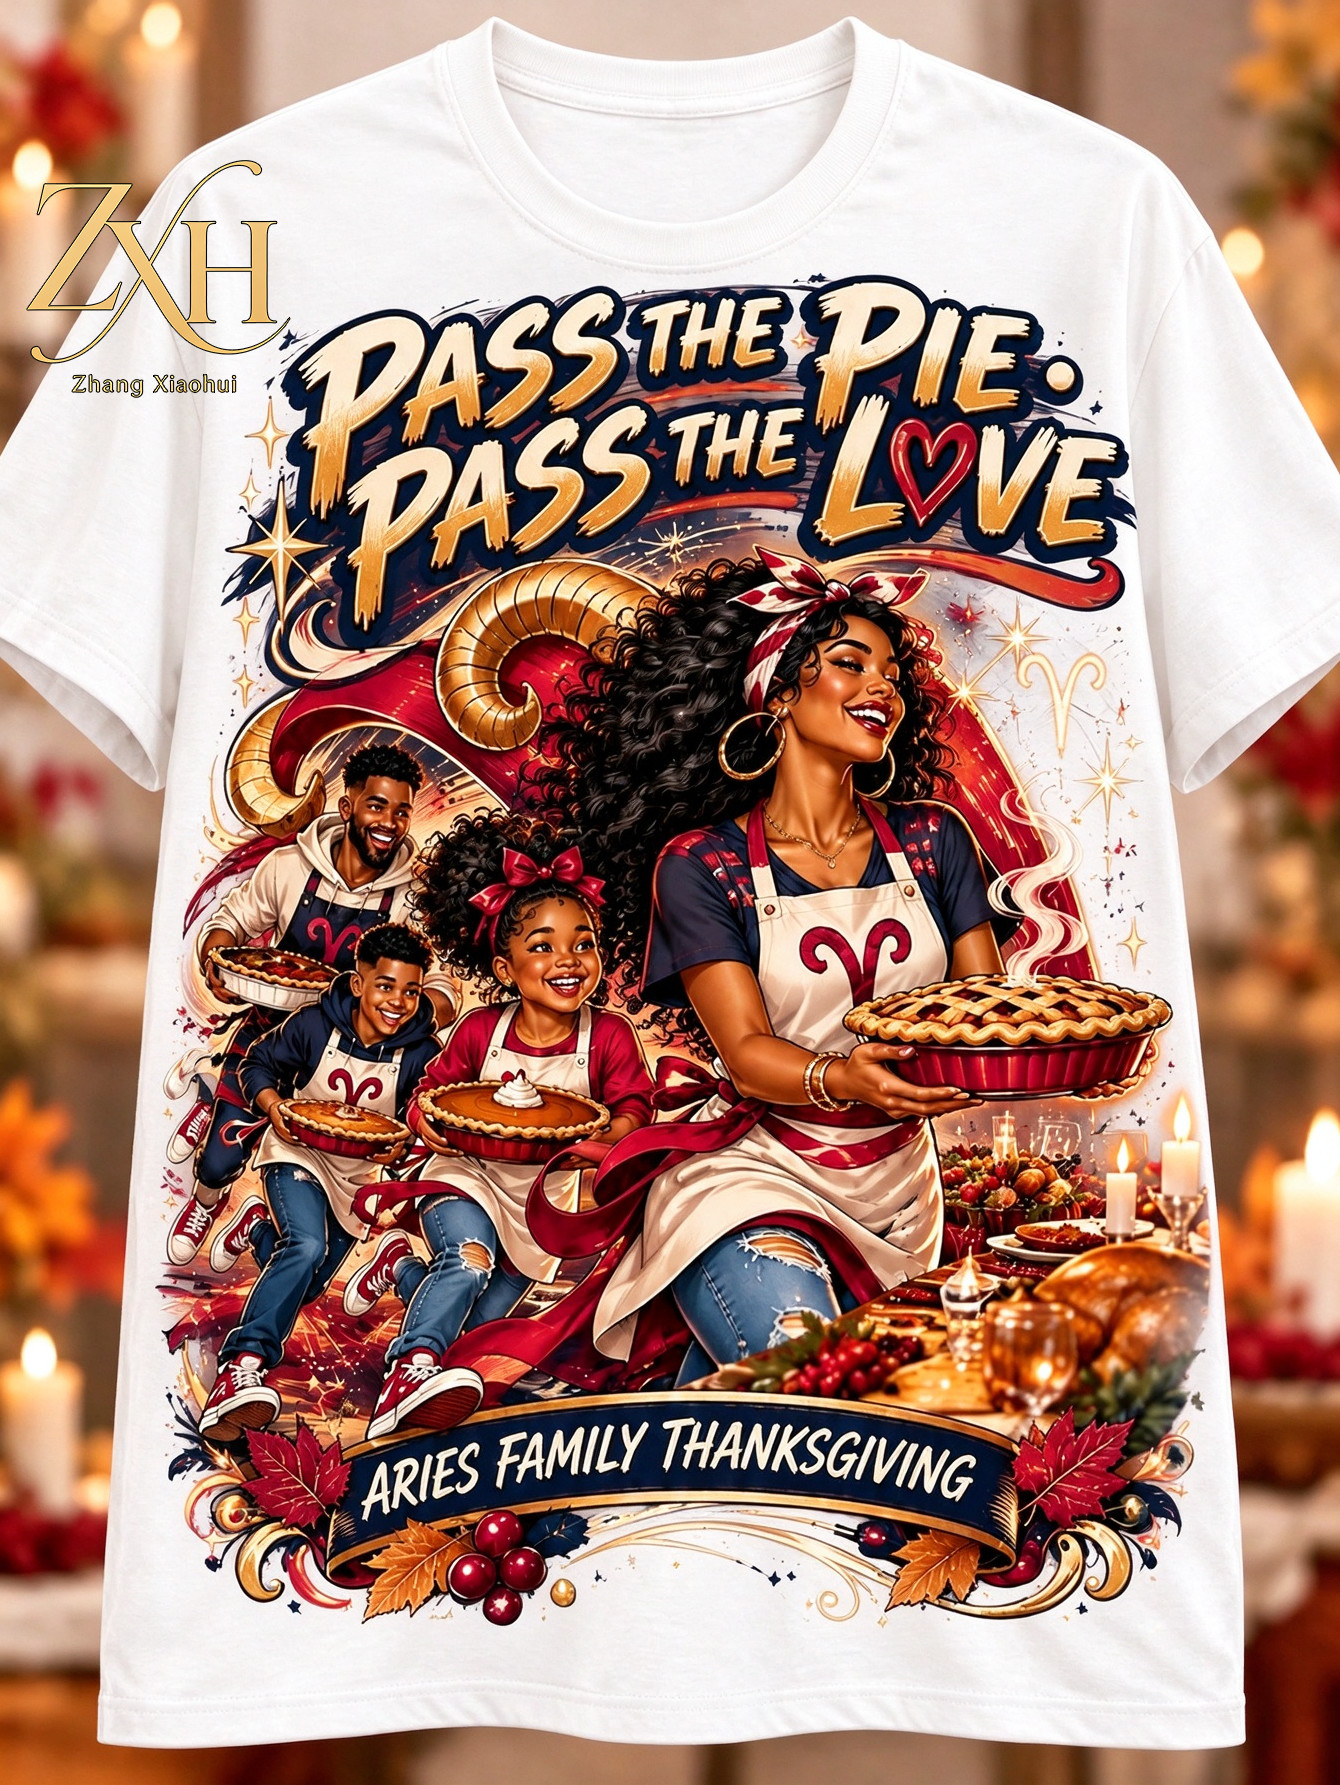 ZXH
Zhang Xiaohui
PASS THE PIE •
PASS THE LOVE
ARIES FAMILY THANKSGIVING